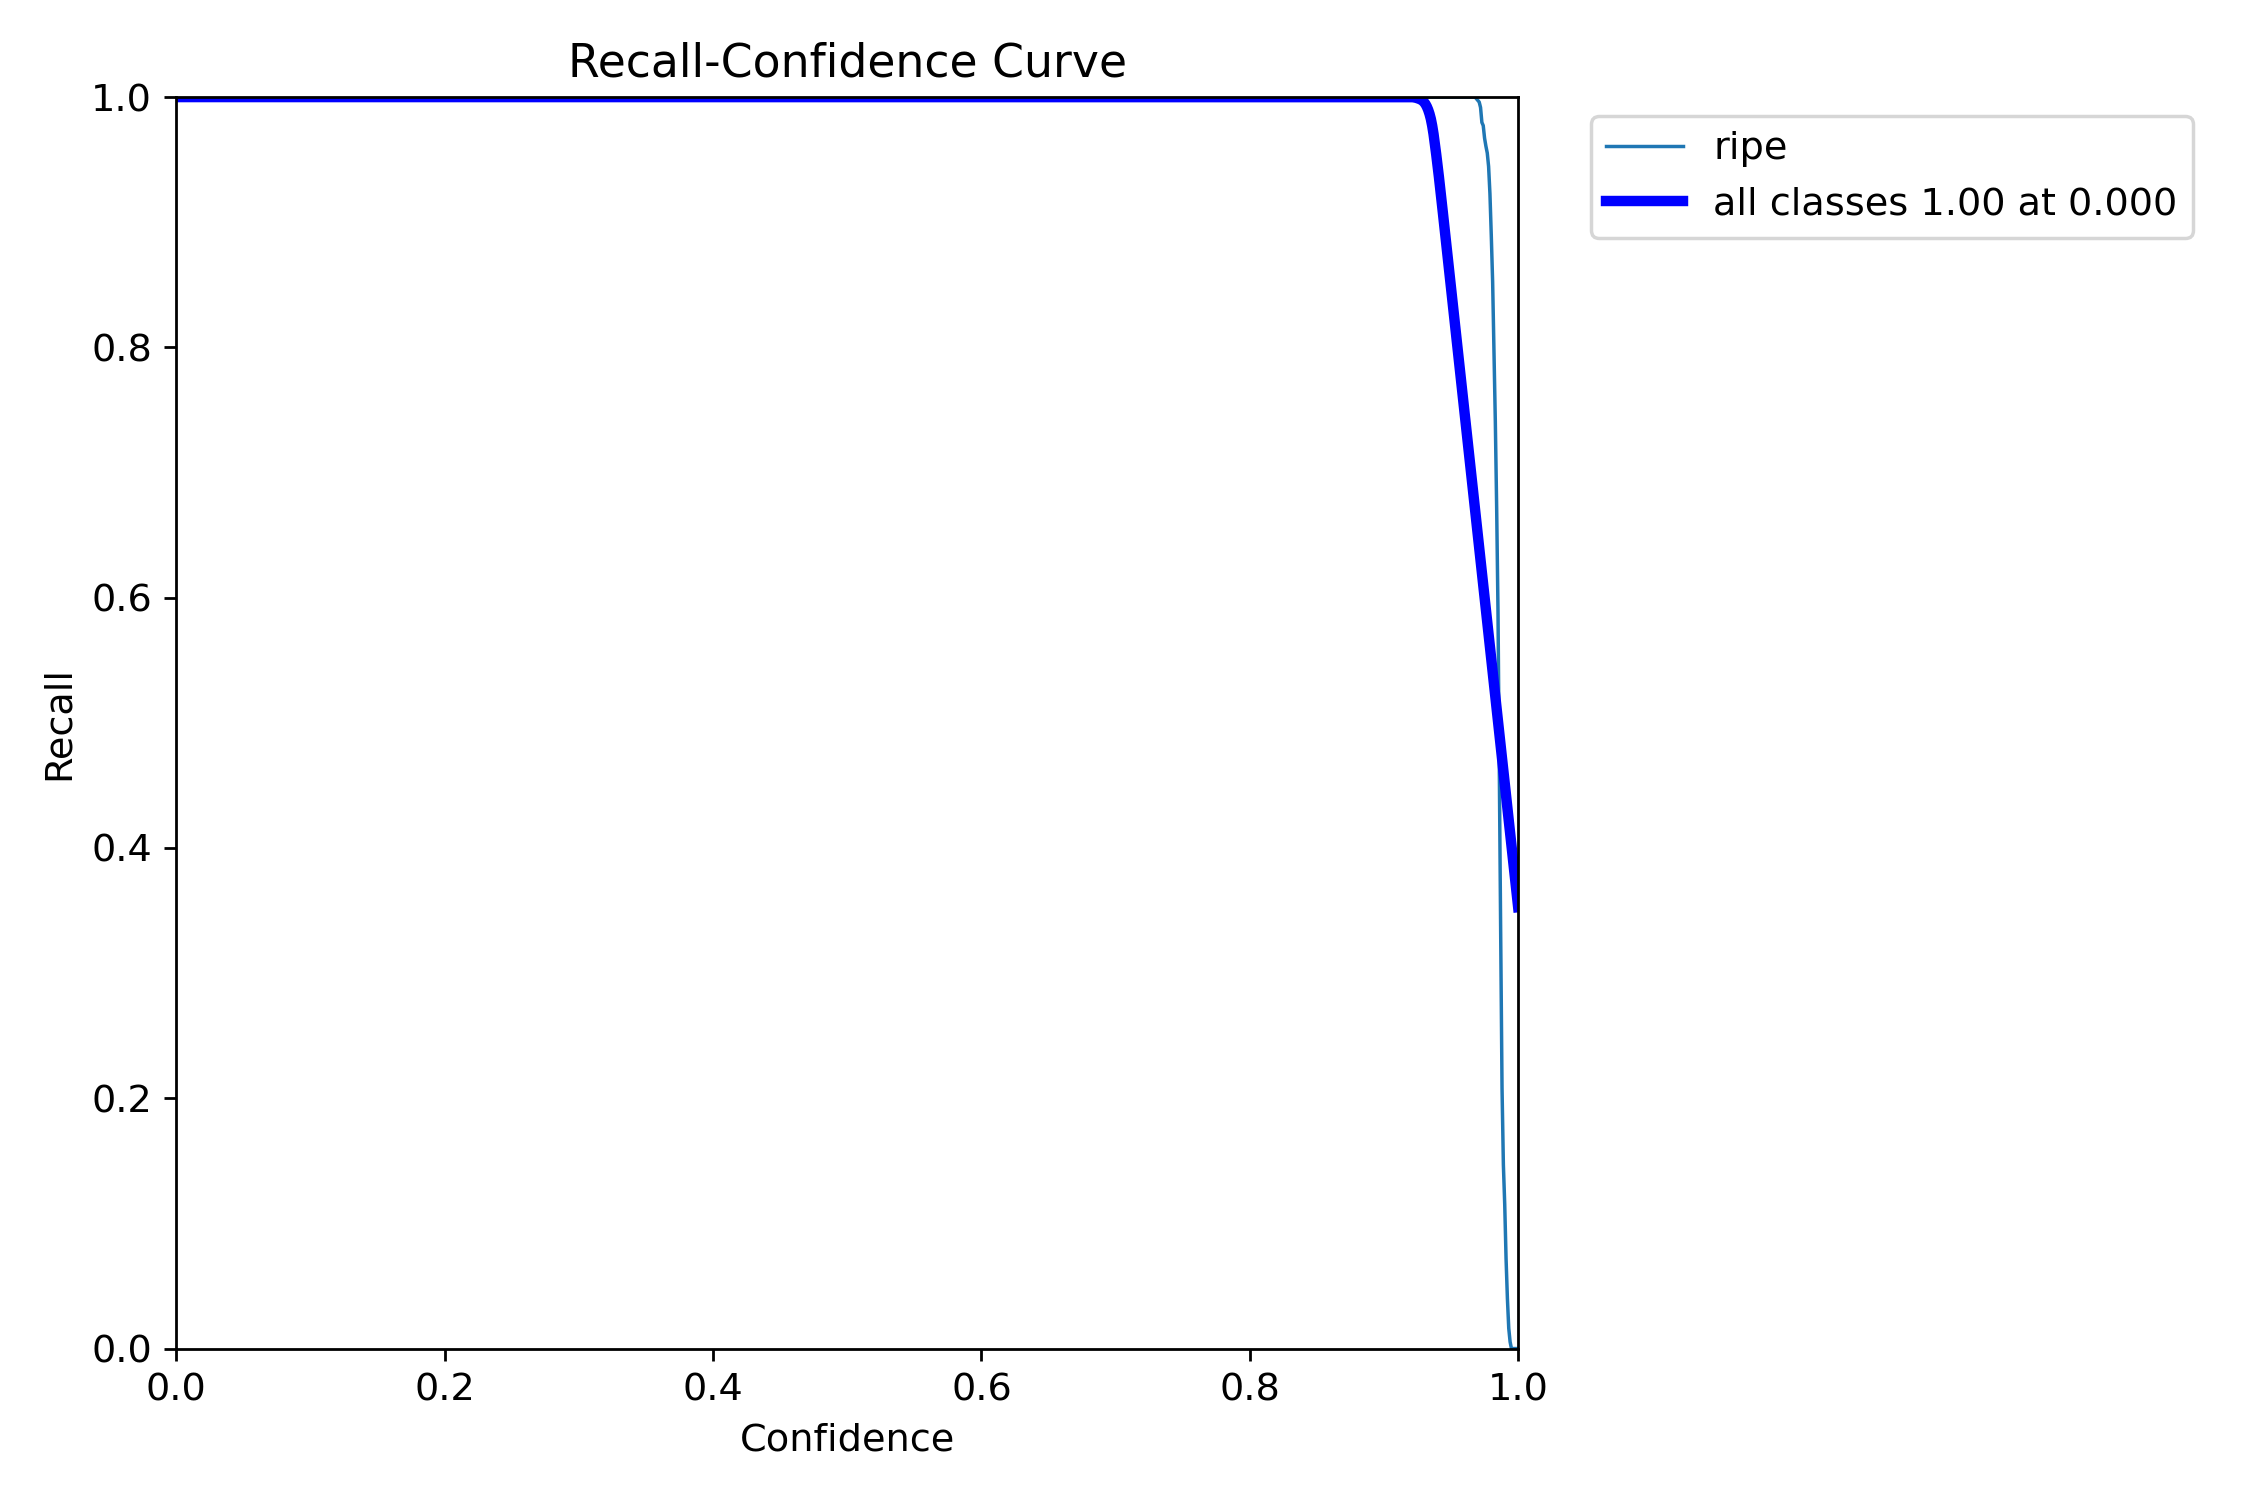 Recall-Confidence Curve
1.0
0.8
0.6
0.4
0.2
0.0
Recall
0.0 0.2 0.4 0.6 0.8 1.0
Confidence
ripe
all classes 1.00 at 0.000